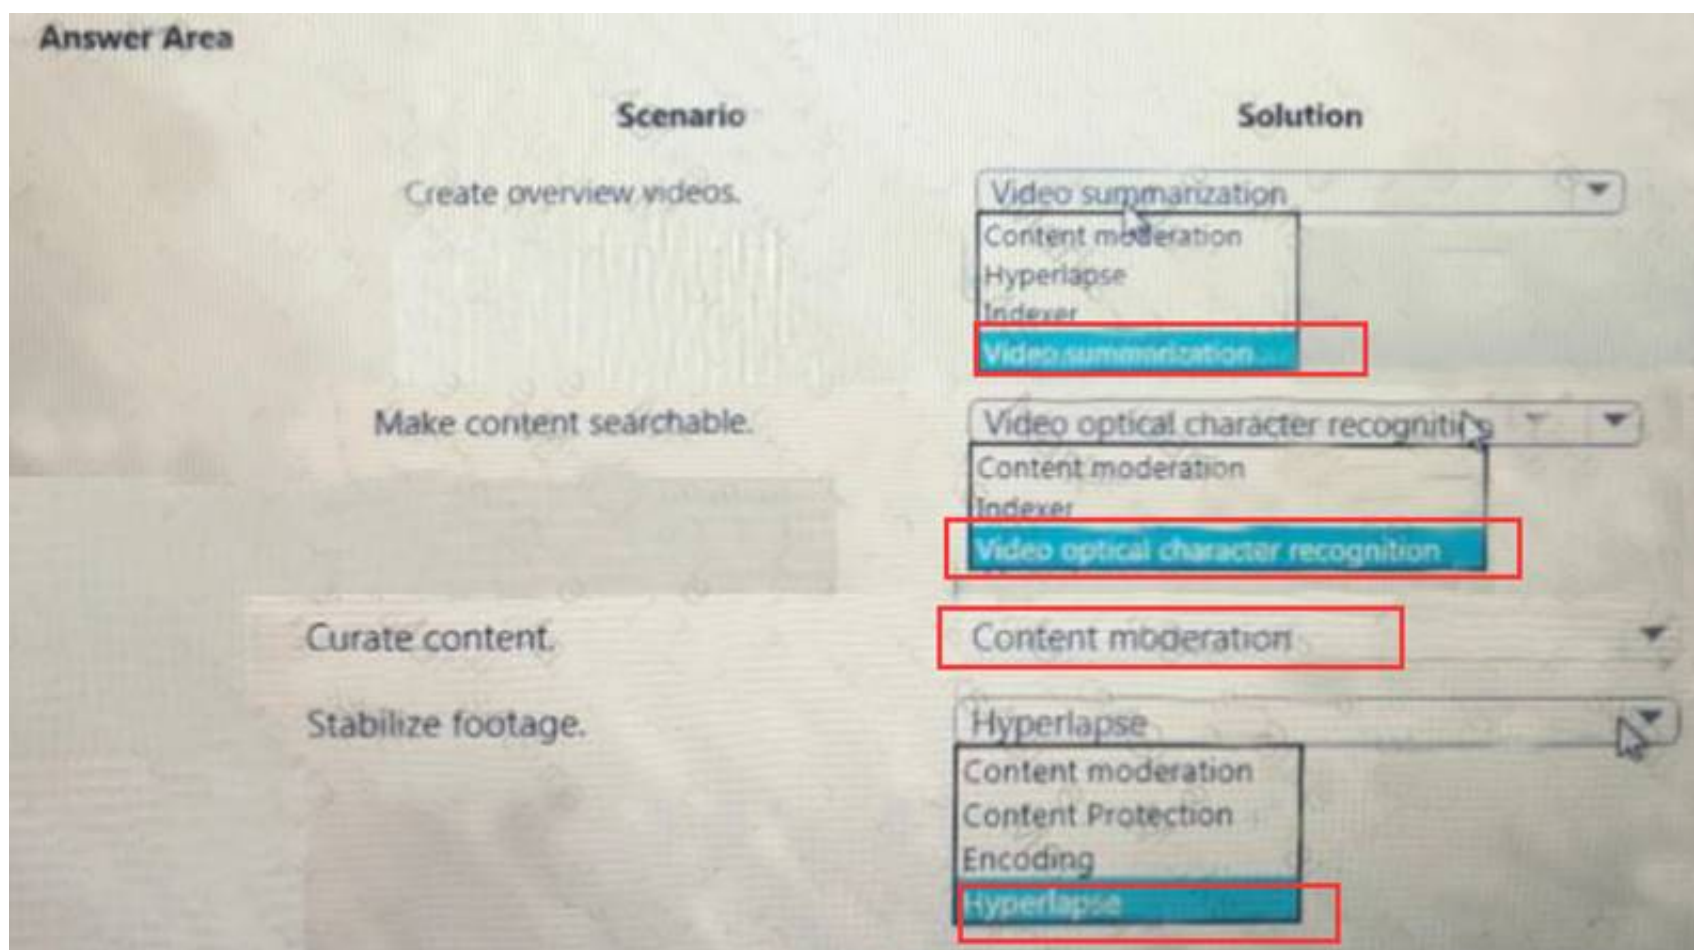 Answer Area
Scenario Solution
Create overview videos. Video summarization
Content moderation
Hyperlapse
Indexer
Video summarization
Make content searchable. Video optical character recognition
Content moderation
Indexer
Video optical character recognition
Curate content. Content moderation
Stabilize footage. Hyperlapse
Content moderation
Content Protection
Encoding
Hyperlapse